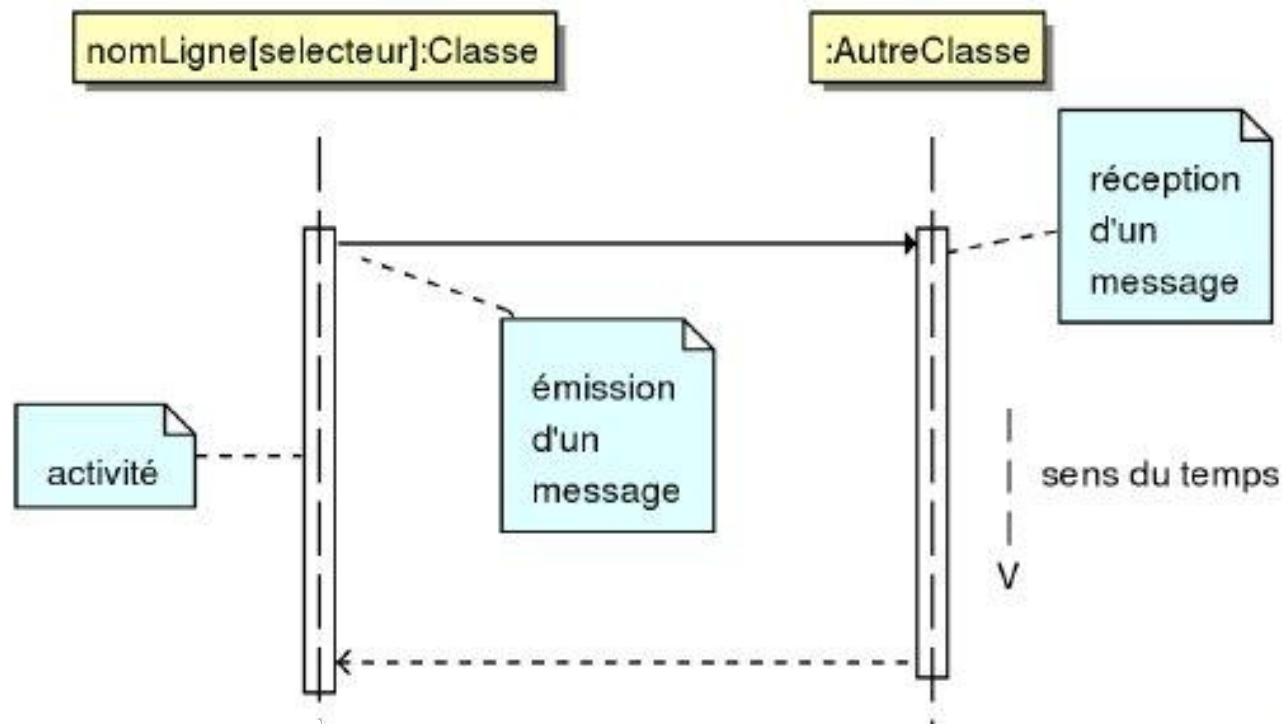 nomLigne[selecteur]:Classe
:AutreClasse
réception
d'un
message
émission
d'un
message
activité
sens du temps
V